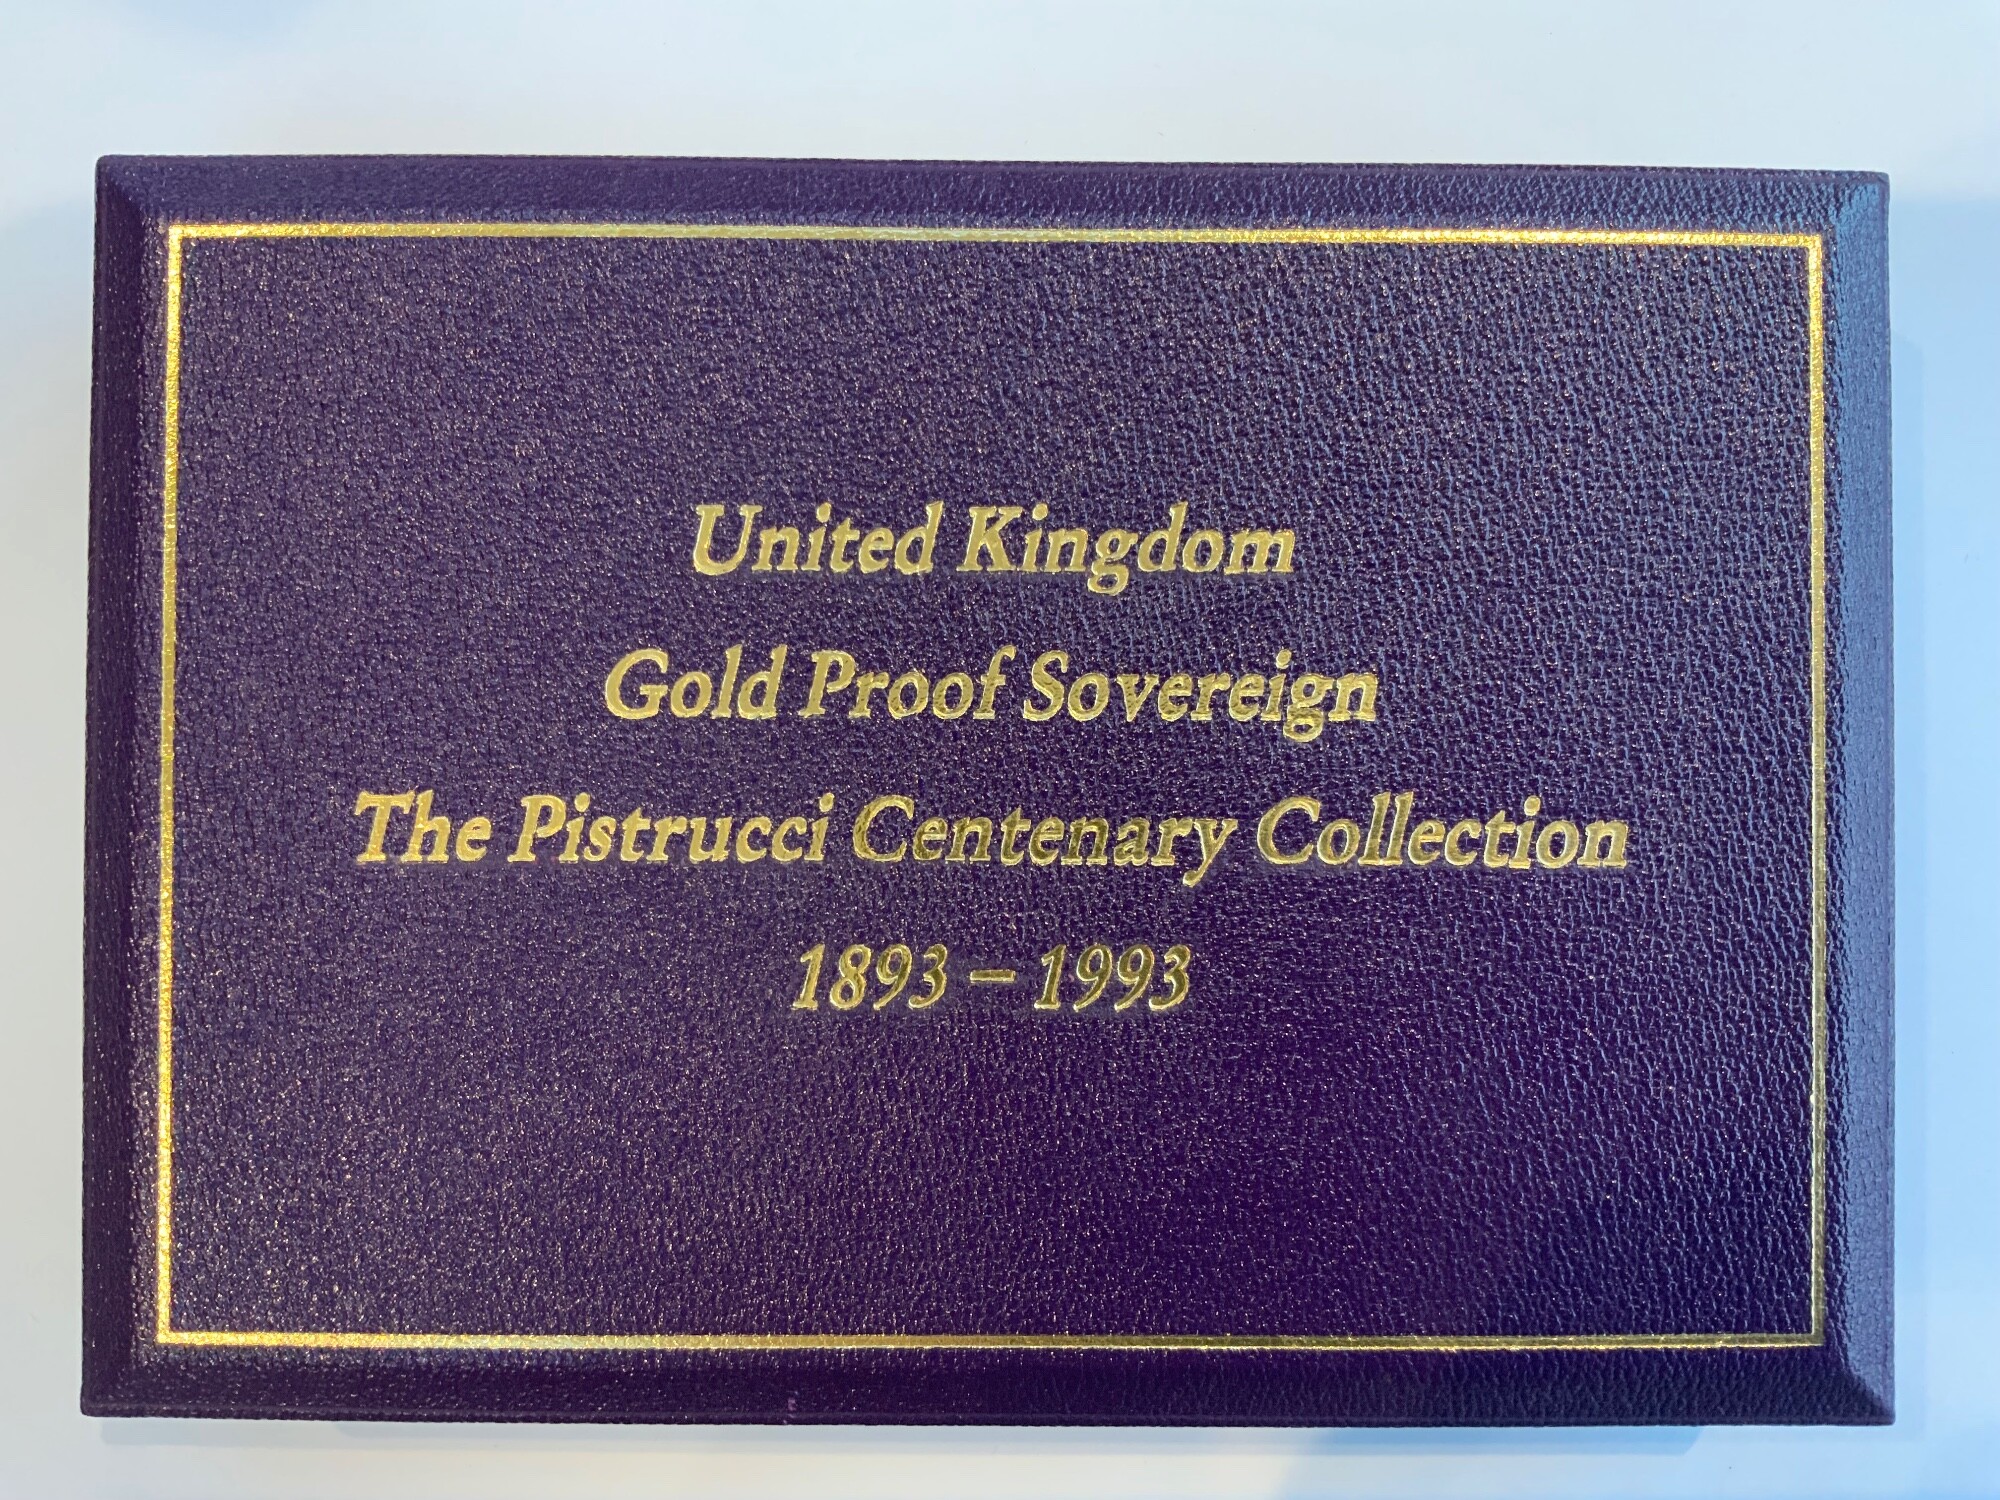 United Kingdom
Gold Proof Sovereign
The Pistrucci Centenary Collection
1893 – 1993